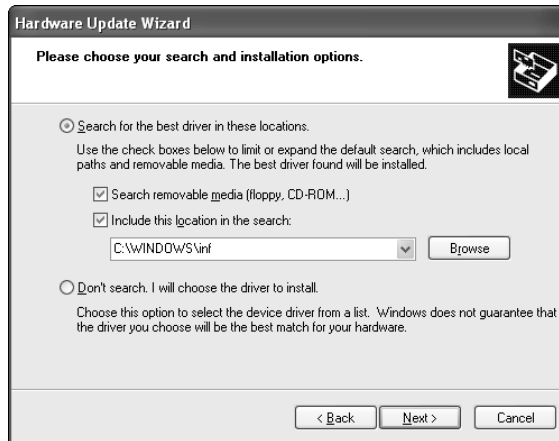 Hardware Update Wizard
Please choose your search and installation options.
Search for the best driver in these locations.
Use the check boxes below to limit or expand the default search, which includes local
paths and removable media. The best driver found will be installed.
Search removable media (floppy, CD-ROM...)
Include this location in the search:
C:\WINDOWS\inf
Browse
Don't search. I will choose the driver to install.
Choose this option to select the device driver from a list. Windows does not guarantee that
the driver you choose will be the best match for your hardware.
< Back
Next >
Cancel